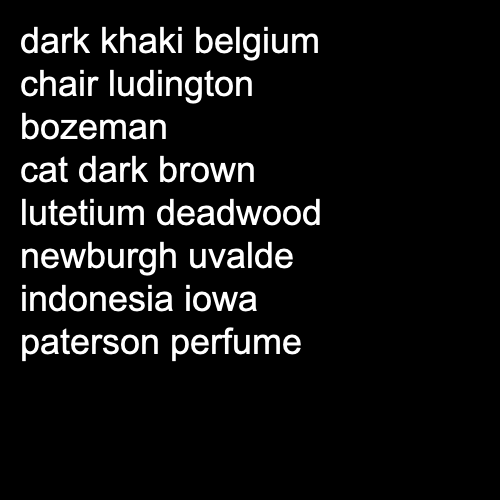 dark khaki belgium
chair ludington
bozeman
cat dark brown
lutetium deadwood
newburgh uvalde
indonesia iowa
paterson perfume